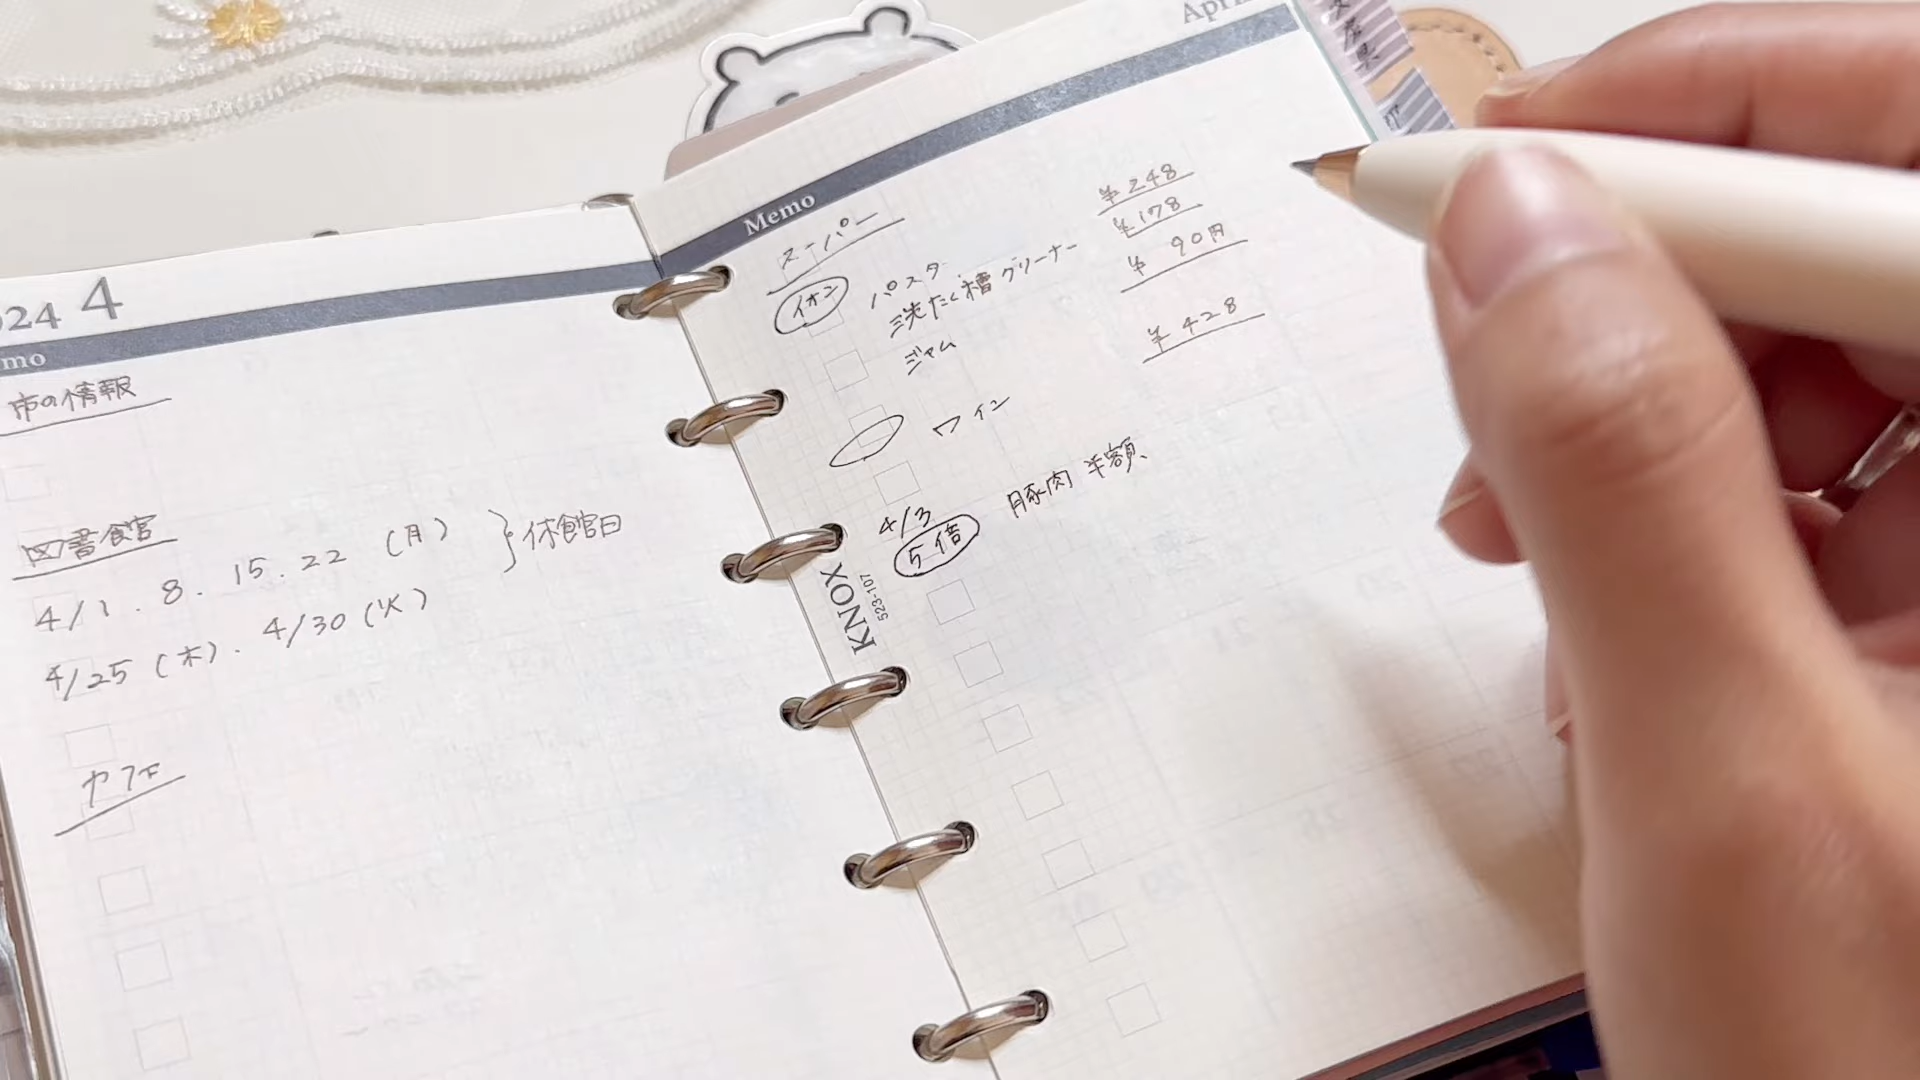 024 4
mo
市の情報
図書館
4/1.8.15.22 (月) }休館日
4/25(木).4/30(火)
カフェ
Memo
スーパー
イオン パスタ ¥248
洗たく槽クリーナー ¥178
ジャム ¥90円
ワイン ¥428
4/3
5倍 豚肉半額、
KNOX
523-107